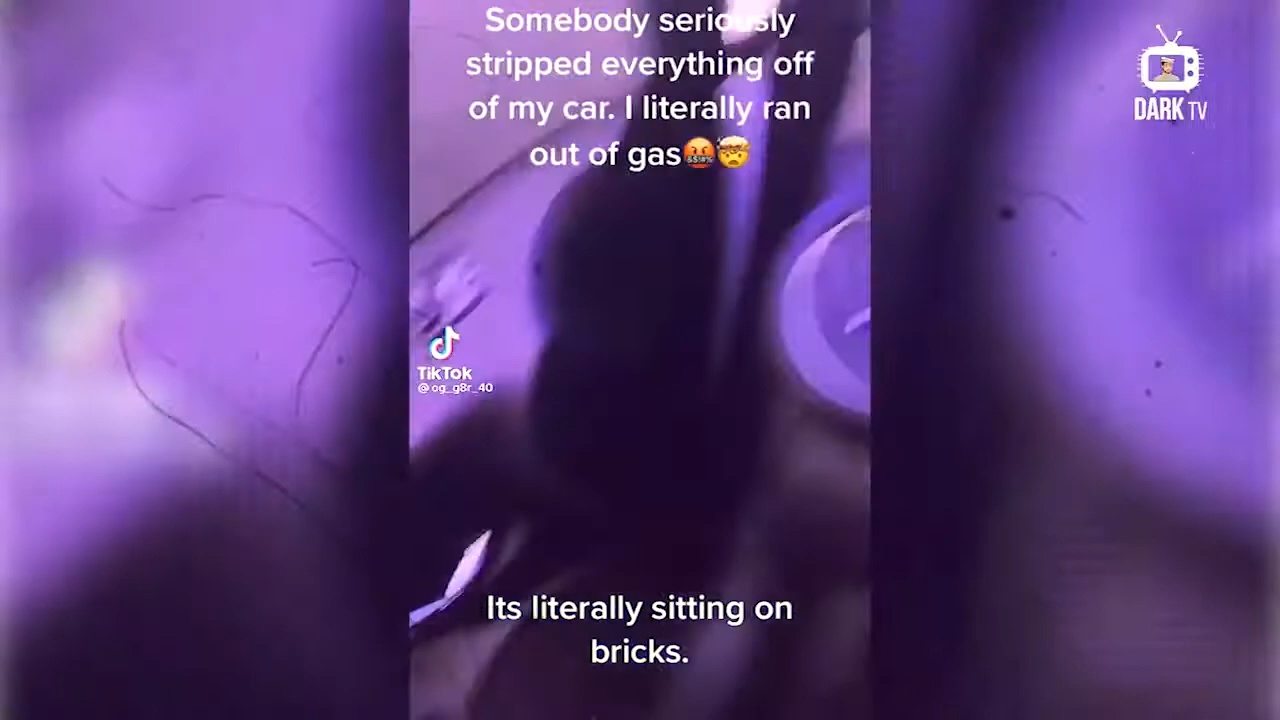 Somebody seriously
stripped everything off
of my car. I literally ran
out of gas🤬🤯
DARK TV
TikTok
@og_g8r_40
Its literally sitting on
bricks.